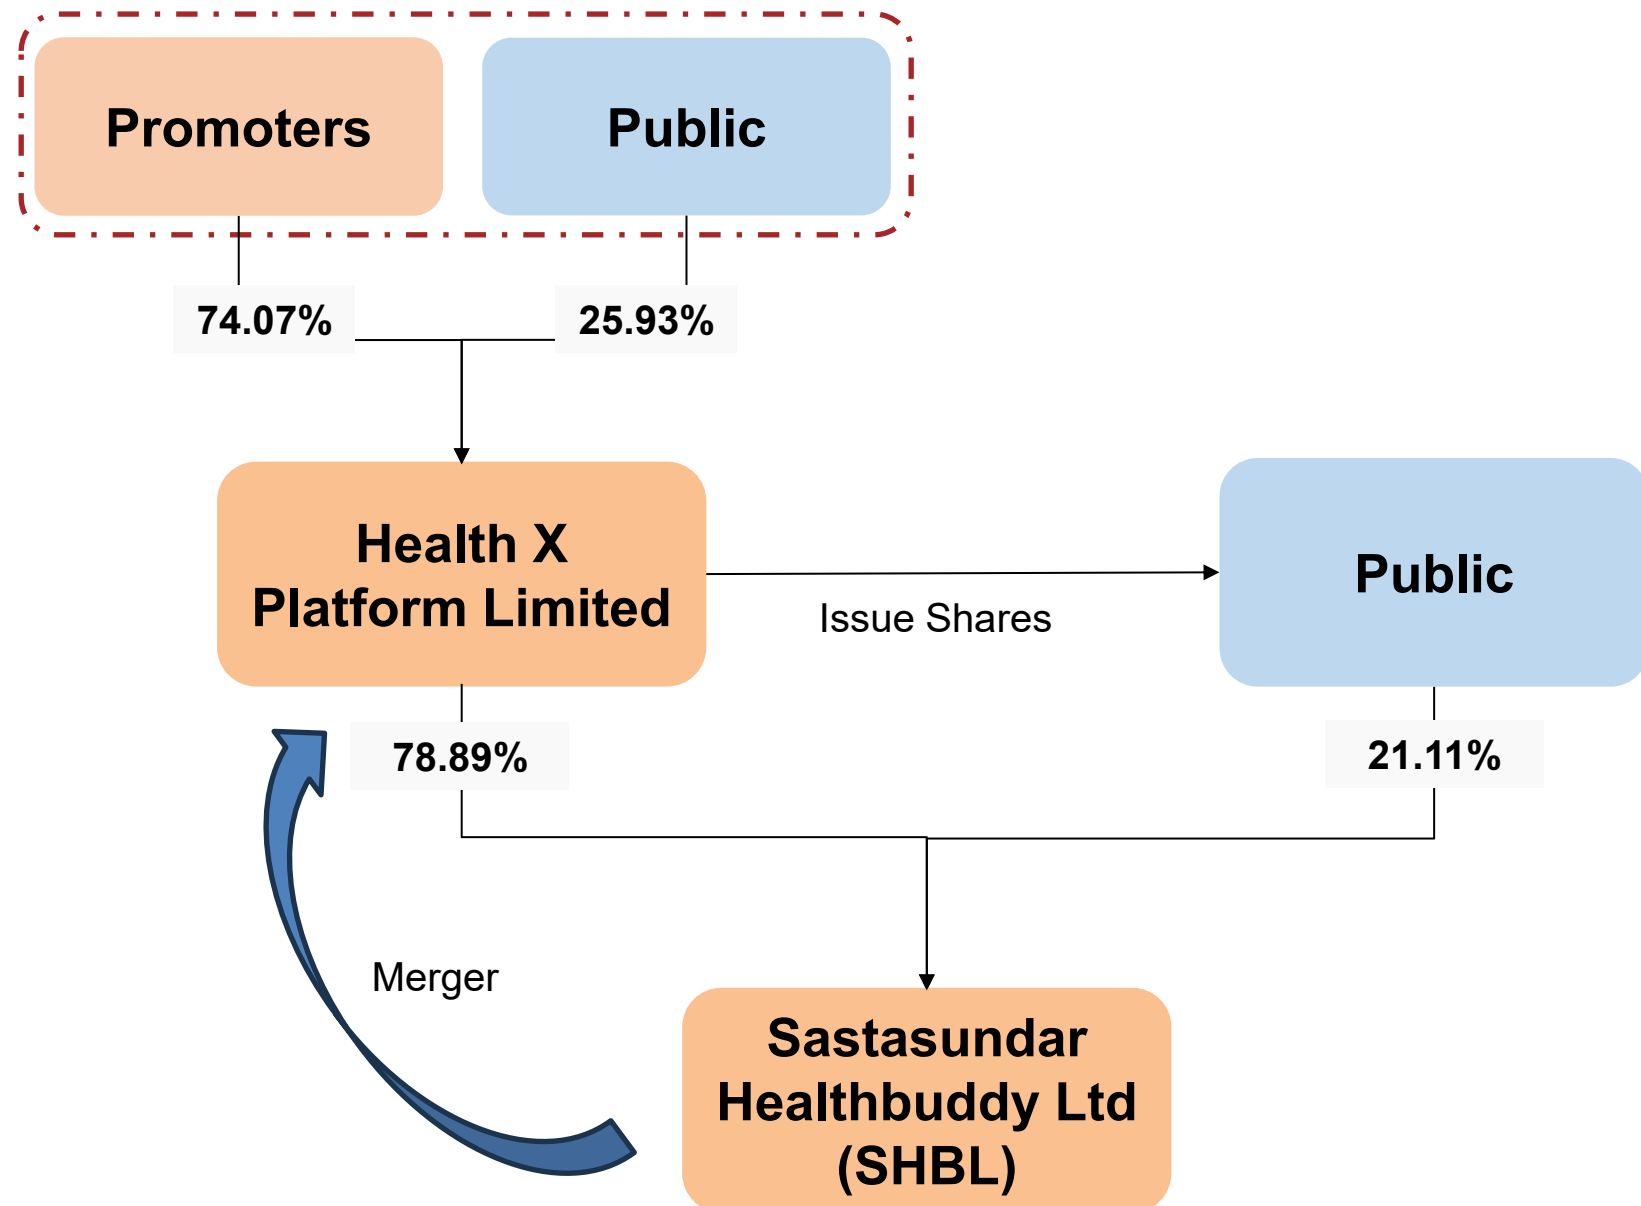 Promoters
Public
74.07%
25.93%
Health X
Platform Limited
Issue Shares
Public
78.89%
21.11%
Merger
Sastasundar
Healthbuddy Ltd
(SHBL)